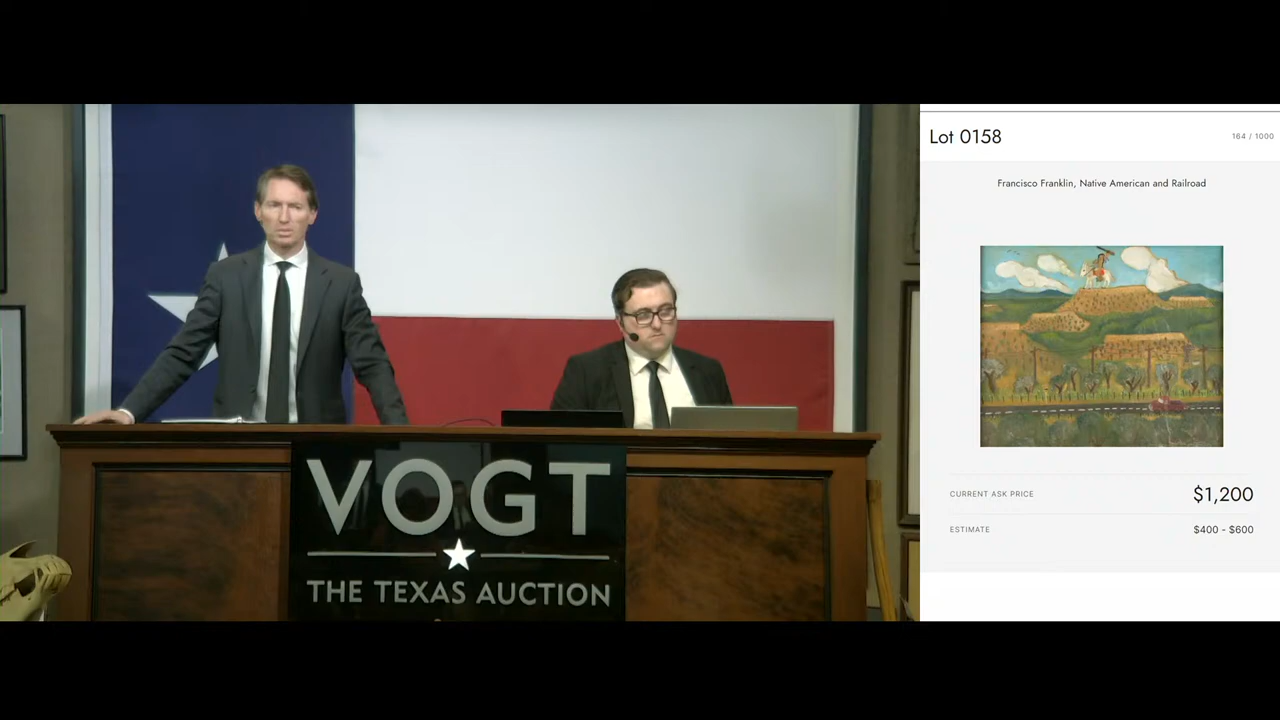 VOGT
THE TEXAS AUCTION
Lot 0158
164 / 1000
Francisco Franklin, Native American and Railroad
CURRENT ASK PRICE
$1,200
ESTIMATE
$400 - $600